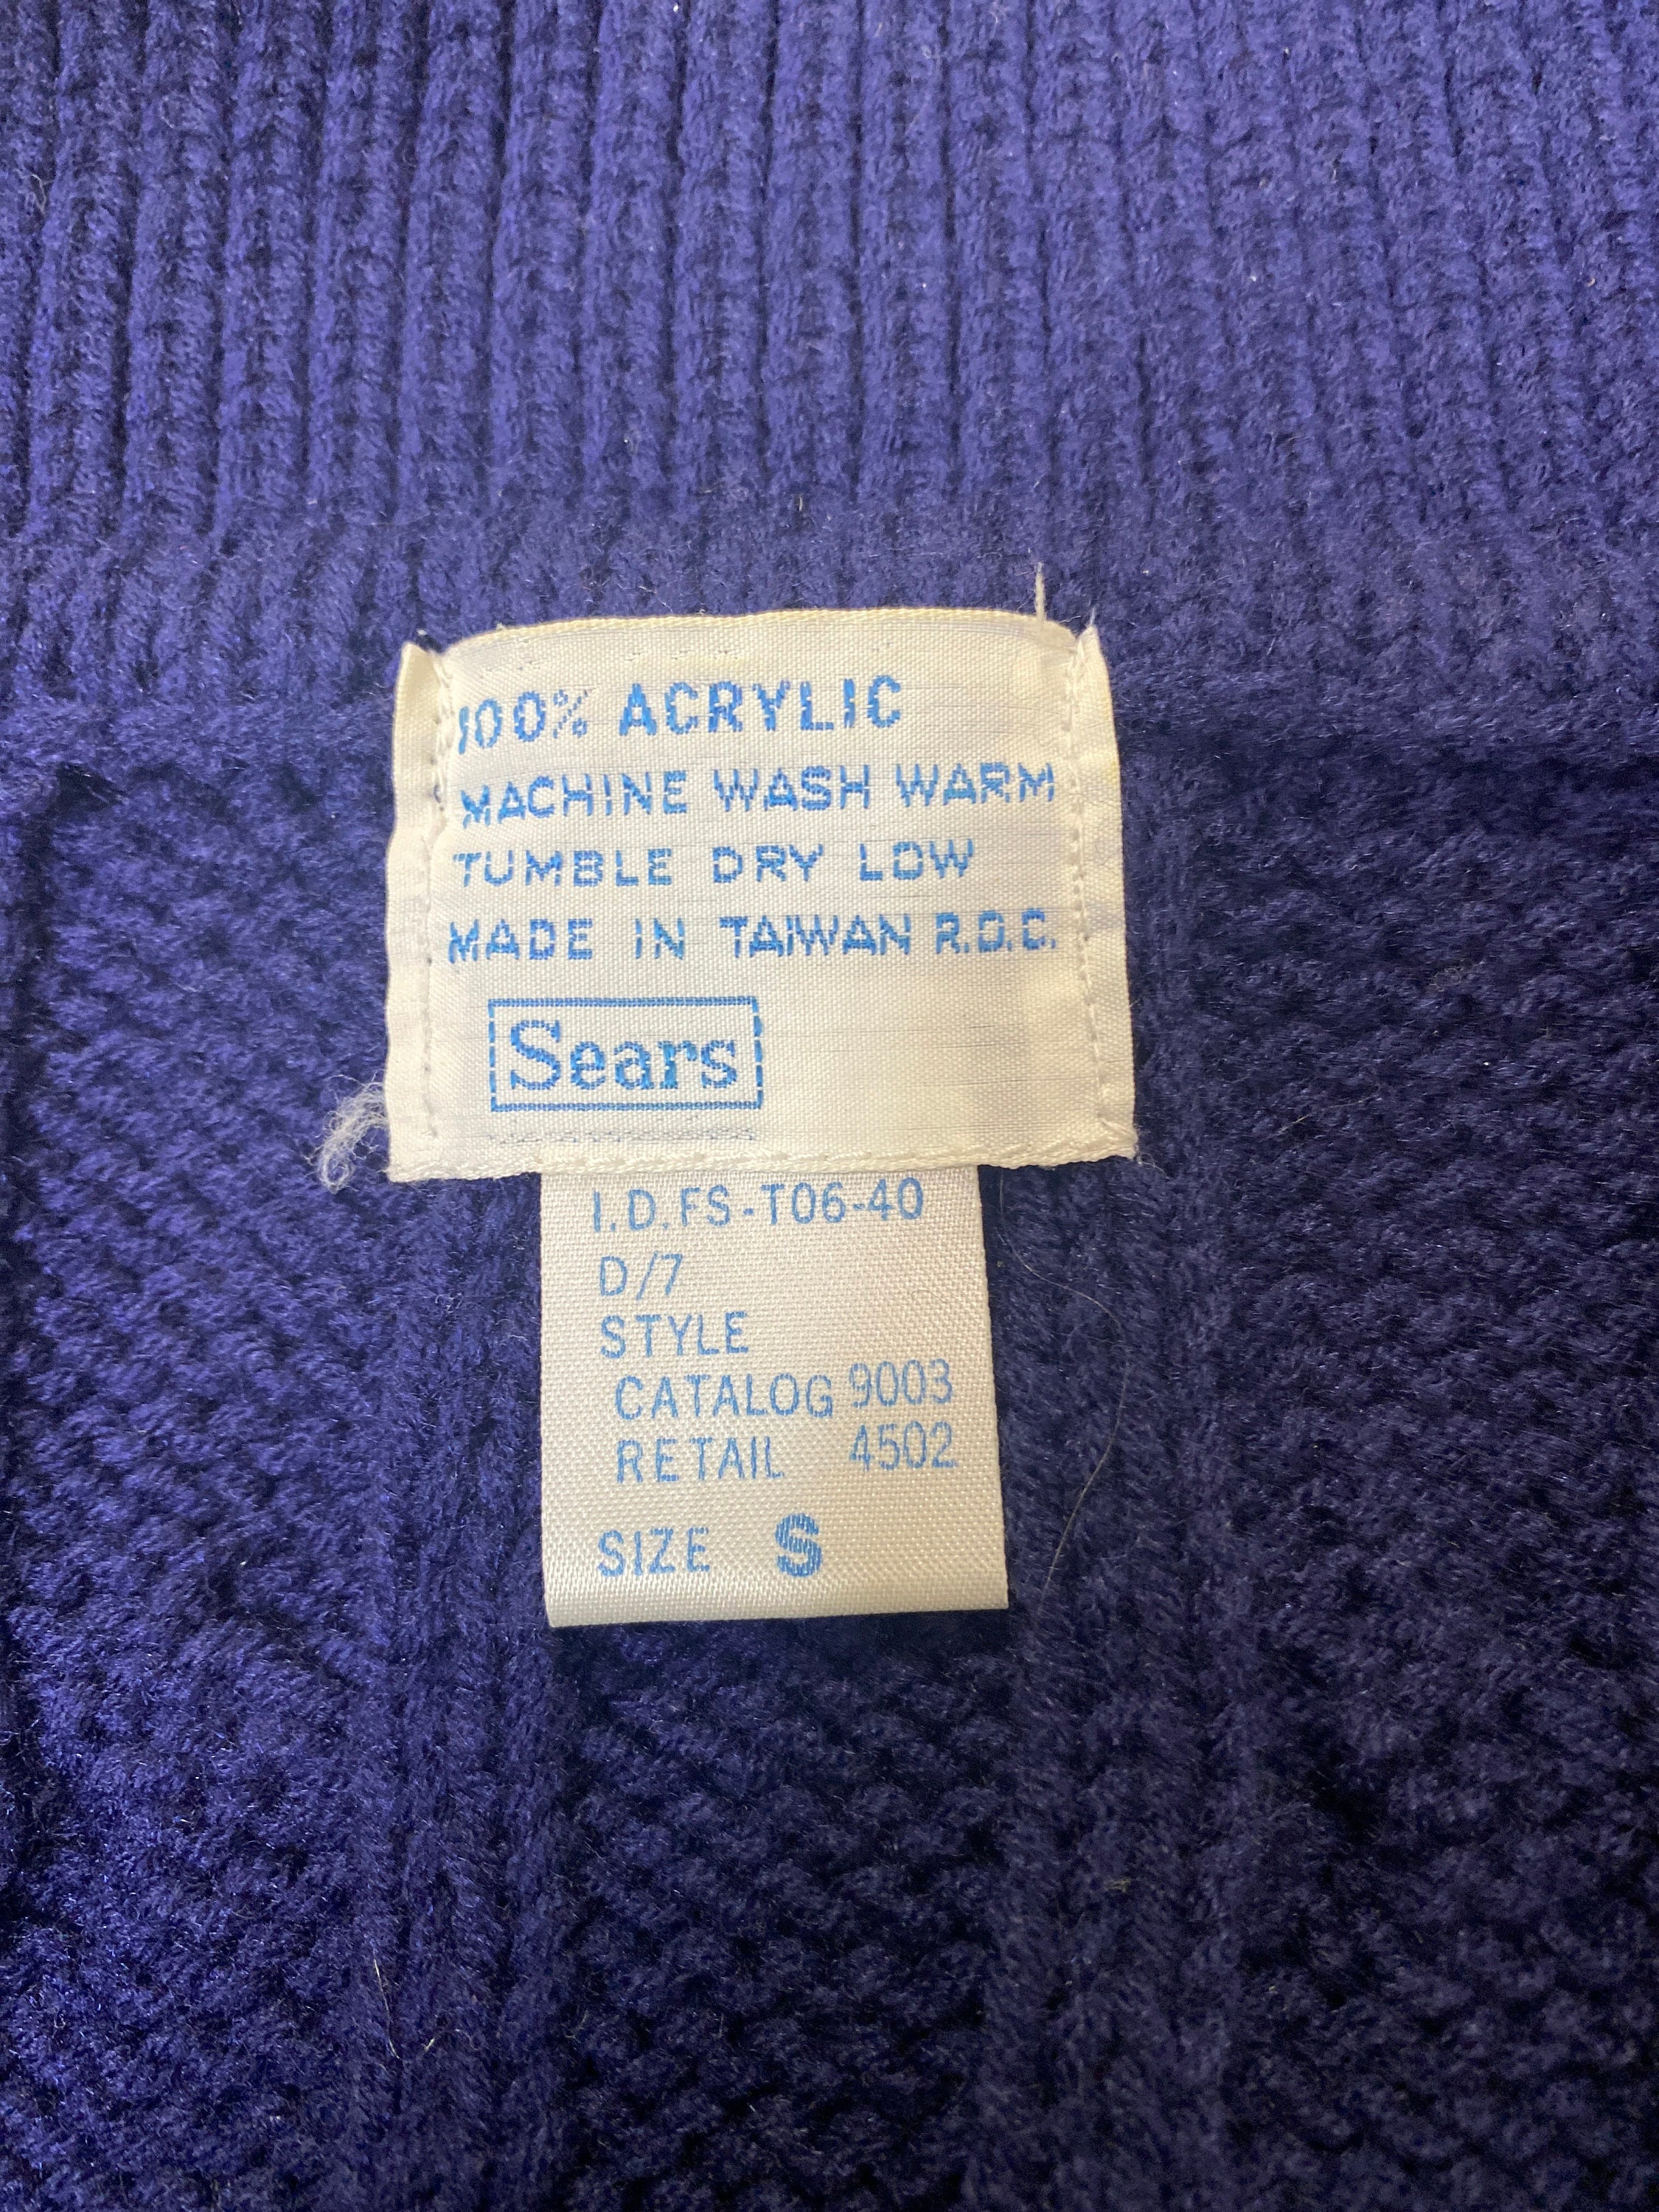 100% ACRYLIC
MACHINE WASH WARM
TUMBLE DRY LOW
MADE IN TAIWAN R.O.C.
Sears
I.D. FS-T06-40
D/7
STYLE
CATALOG 9003
RETAIL 4502
SIZE S